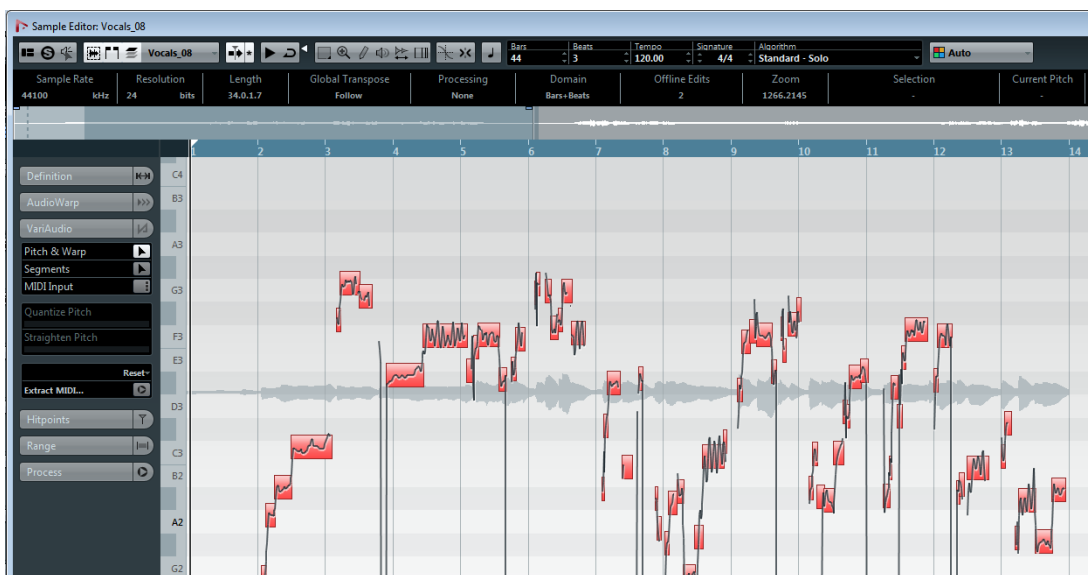 Sample Editor: Vocals_08
Vocals_08
Bars Beats Tempo Signature Algorithm
44 3 120.00 4/4 Standard - Solo
Auto
Sample Rate Resolution Length Global Transpose Processing Domain Offline Edits Zoom Selection Current Pitch
44100 kHz 24 bits 34.0.1.7 Follow None Bars+Beats 2 1266.2145 - -
1 2 3 4 5 6 7 8 9 10 11 12 13 14
Definition
AudioWarp
VariAudio
Pitch & Warp
Segments
MIDI Input
Quantize Pitch
Straighten Pitch
Reset
Extract MIDI...
Hitpoints
Range
Process
C4
B3
A3
G3
F3
E3
D3
C3
B2
A2
G2